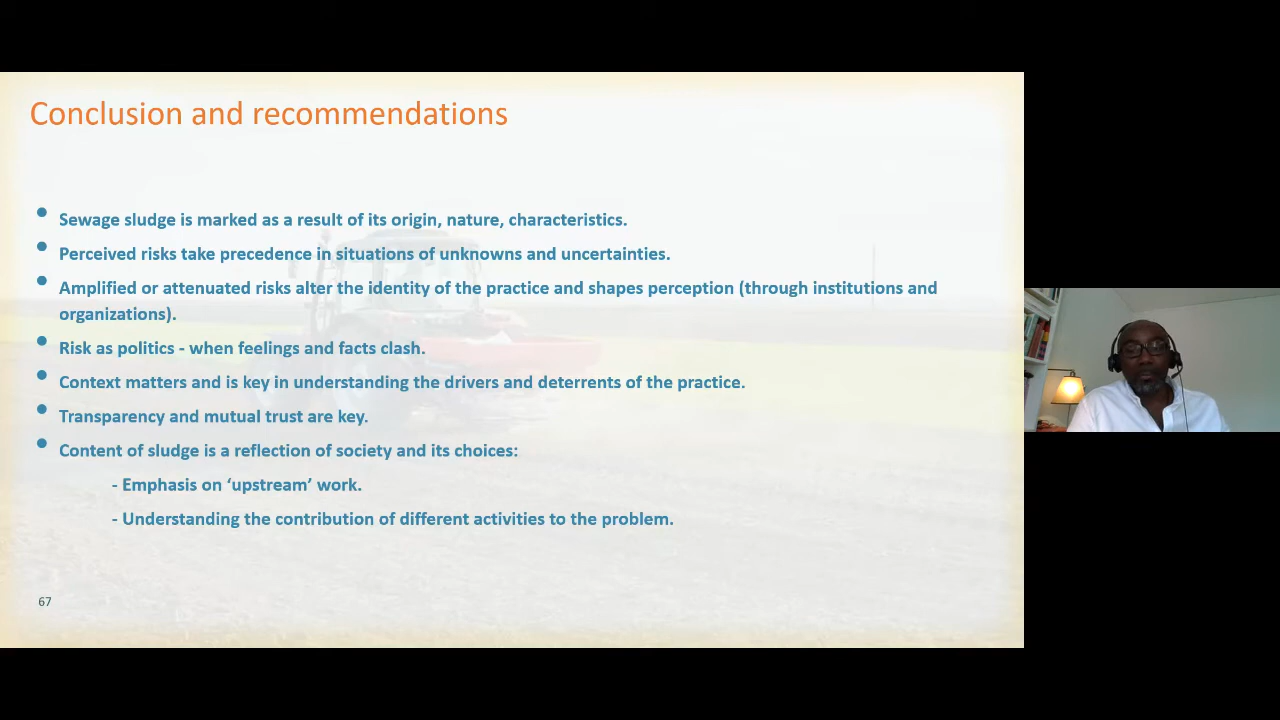 Conclusion and recommendations
• Sewage sludge is marked as a result of its origin, nature, characteristics.
• Perceived risks take precedence in situations of unknowns and uncertainties.
• Amplified or attenuated risks alter the identity of the practice and shapes perception (through institutions and
organizations).
• Risk as politics - when feelings and facts clash.
• Context matters and is key in understanding the drivers and deterrents of the practice.
• Transparency and mutual trust are key.
• Content of sludge is a reflection of society and its choices:
- Emphasis on ‘upstream’ work.
- Understanding the contribution of different activities to the problem.
67